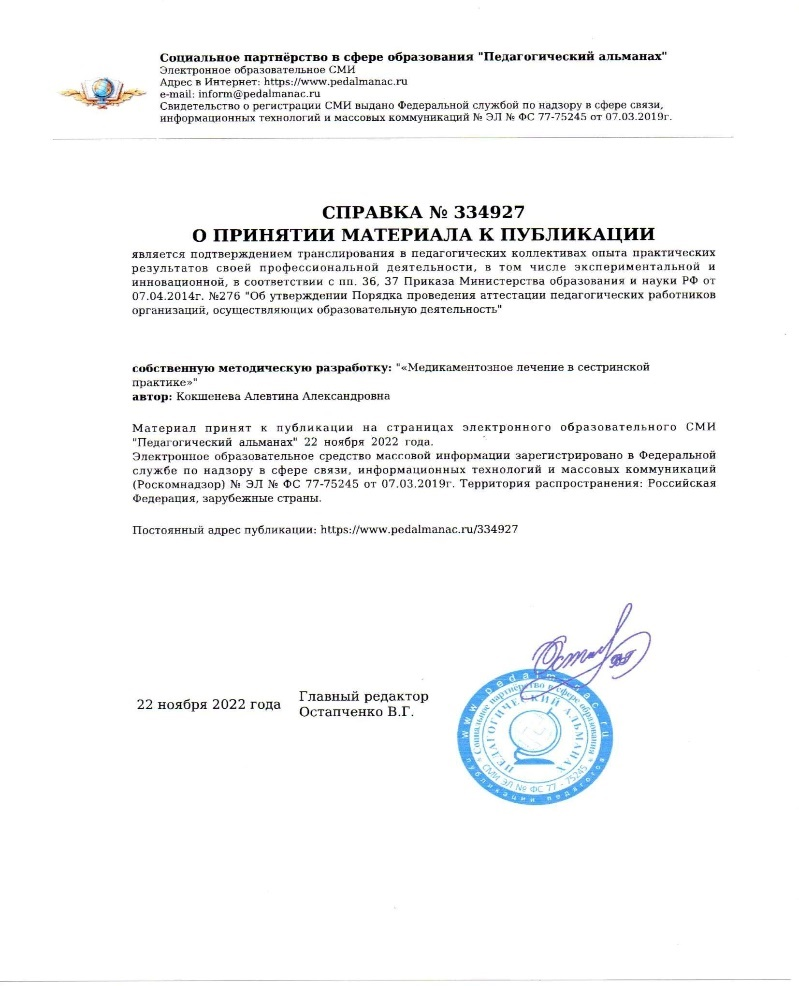 Социальное партнёрство в сфере образования "Педагогический альманах"
Электронное образовательное СМИ
Адрес в Интернет: https://www.pedalmanac.ru
e-mail: inform@pedalmanac.ru
Свидетельство о регистрации СМИ выдано Федеральной службой по надзору в сфере связи,
информационных технологий и массовых коммуникаций № ЭЛ № ФС 77-75245 от 07.03.2019г.
СПРАВКА № 334927
О ПРИНЯТИИ МАТЕРИАЛА К ПУБЛИКАЦИИ
является подтверждением транслирования в педагогических коллективах опыта практических
результатов своей профессиональной деятельности, в том числе экспериментальной и
инновационной, в соответствии с пп. 36, 37 Приказа Министерства образования и науки РФ от
07.04.2014г. №276 "Об утверждении Порядка проведения аттестации педагогических работников
организаций, осуществляющих образовательную деятельность"
собственную методическую разработку: "«Медикаментозное лечение в сестринской
практике»"
автор: Кокшенева Алевтина Александровна
Материал принят к публикации на страницах электронного образовательного СМИ
"Педагогический альманах" 22 ноября 2022 года.
Электронное образовательное средство массовой информации зарегистрировано в Федеральной
службе по надзору в сфере связи, информационных технологий и массовых коммуникаций
(Роскомнадзор) № ЭЛ № ФС 77-75245 от 07.03.2019г. Территория распространения: Российская
Федерация, зарубежные страны.
Постоянный адрес публикации: https://www.pedalmanac.ru/334927
22 ноября 2022 года
Главный редактор
Остапченко В.Г.
www.pedalmanac.ru
Социальное партнерство в сфере образования
ПЕДАГОГИЧЕСКИЙ АЛЬМАНАХ
СМИ ЭЛ № ФС 77 - 75245
публикации педагогов